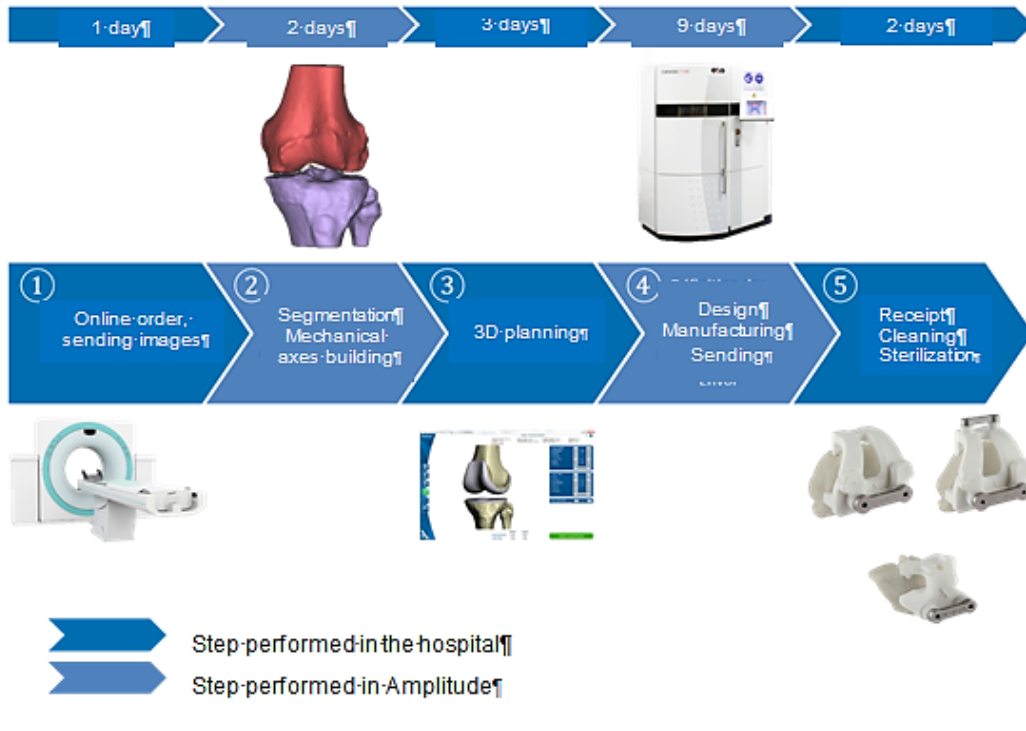 1·day¶
2·days¶
3·days¶
9·days¶
2·days¶
1
Online·order,·
sending·images¶
2
Segmentation¶
Mechanical·
axes·building¶
3
3D·planning¶
4
Design¶
Manufacturing¶
Sending¶
5
Receipt¶
Cleaning¶
Sterilization¶
Step·performed·in·the·hospital¶
Step·performed·in·Amplitude¶